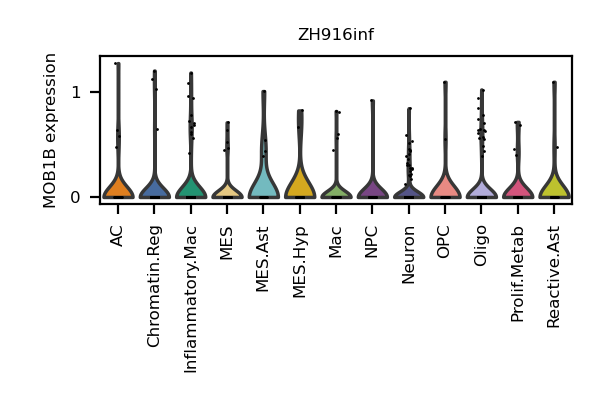 ZH916inf
MOB1B expression
1
0
AC
Chromatin.Reg
Inflammatory.Mac
MES
MES.Ast
MES.Hyp
Mac
NPC
Neuron
OPC
Oligo
Prolif.Metab
Reactive.Ast